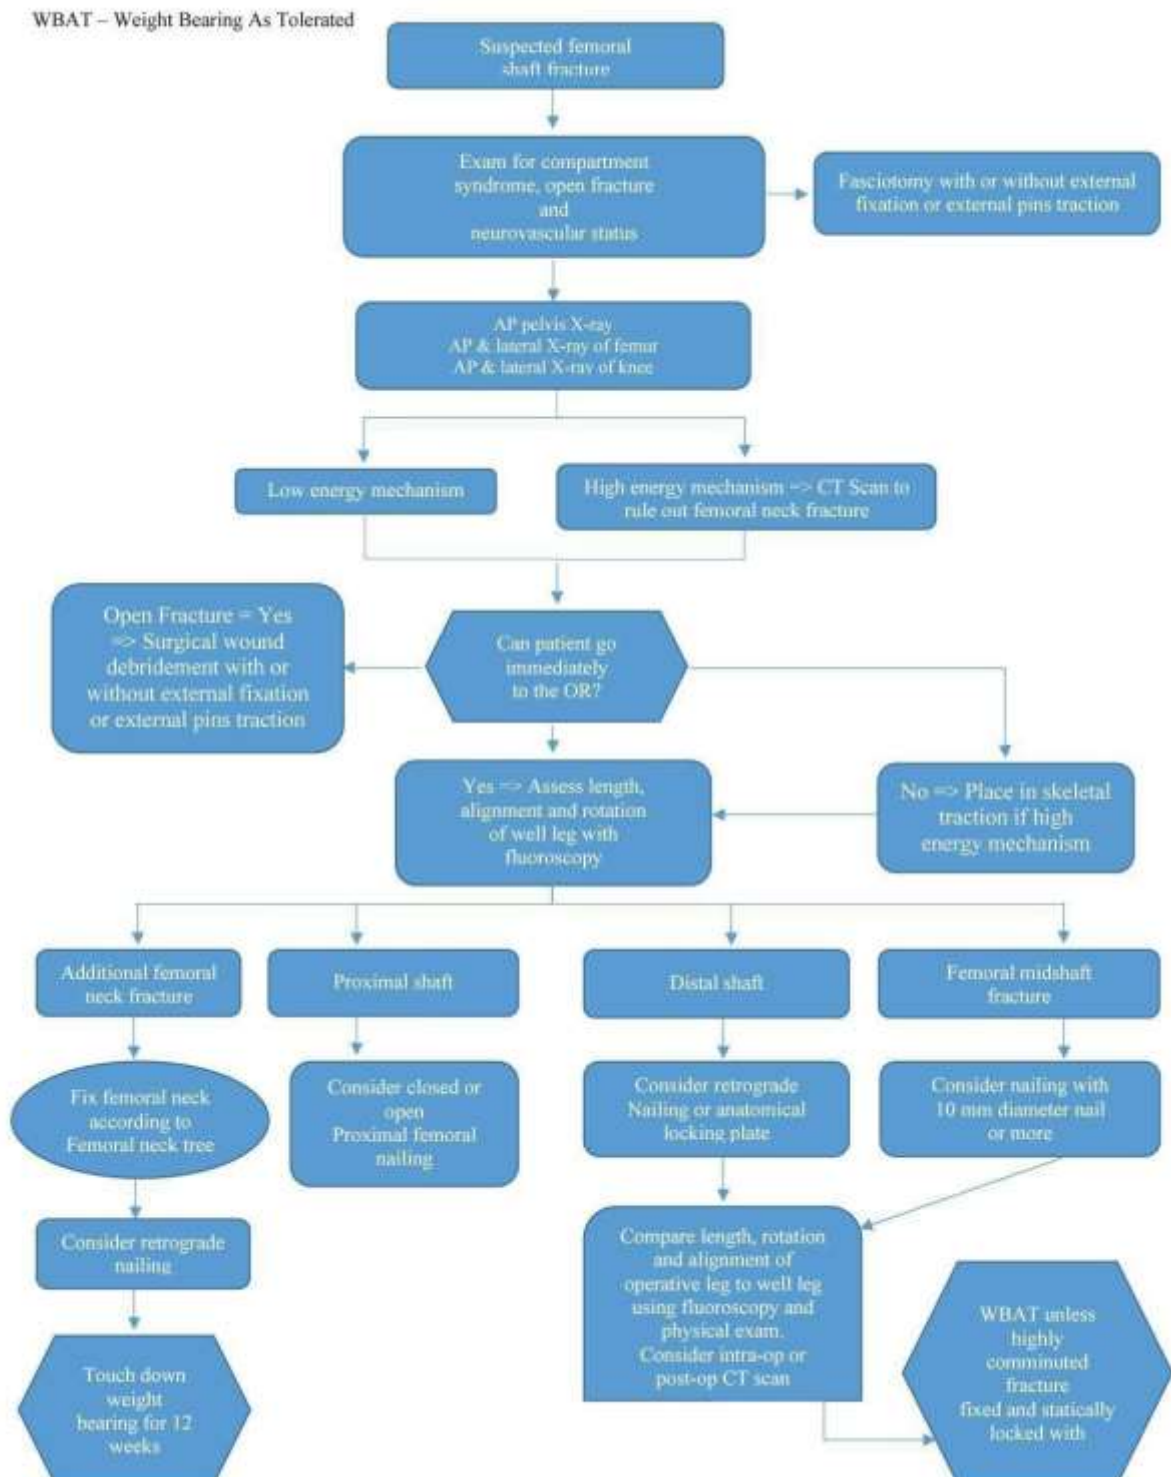 WBAT – Weight Bearing As Tolerated
Suspected femoral
shaft fracture
Exam for compartment
syndrome, open fracture
and
neurovascular status
Fasciotomy with or without external
fixation or external pins traction
AP pelvis X-ray
AP & lateral X-ray of femur
AP & lateral X-ray of knee
Low energy mechanism
High energy mechanism => CT Scan to
rule out femoral neck fracture
Open Fracture = Yes
=> Surgical wound
debridement with or
without external fixation
or external pins traction
Can patient go
immediately
to the OR?
Yes => Assess length,
alignment and rotation
of well leg with
fluoroscopy
No => Place in skeletal
traction if high
energy mechanism
Additional femoral
neck fracture
Proximal shaft
Distal shaft
Femoral midshaft
fracture
Fix femoral neck
according to
Femoral neck tree
Consider closed or
open
Proximal femoral
nailing
Consider retrograde
Nailing or anatomical
locking plate
Consider nailing with
10 mm diameter nail
or more
Consider retrograde
nailing
Compare length, rotation
and alignment of
operative leg to well leg
using fluoroscopy and
physical exam.
Consider intra-op or
post-op CT scan
WBAT unless
highly
comminuted
fracture
fixed and statically
locked with
Touch down
weight
bearing for 12
weeks